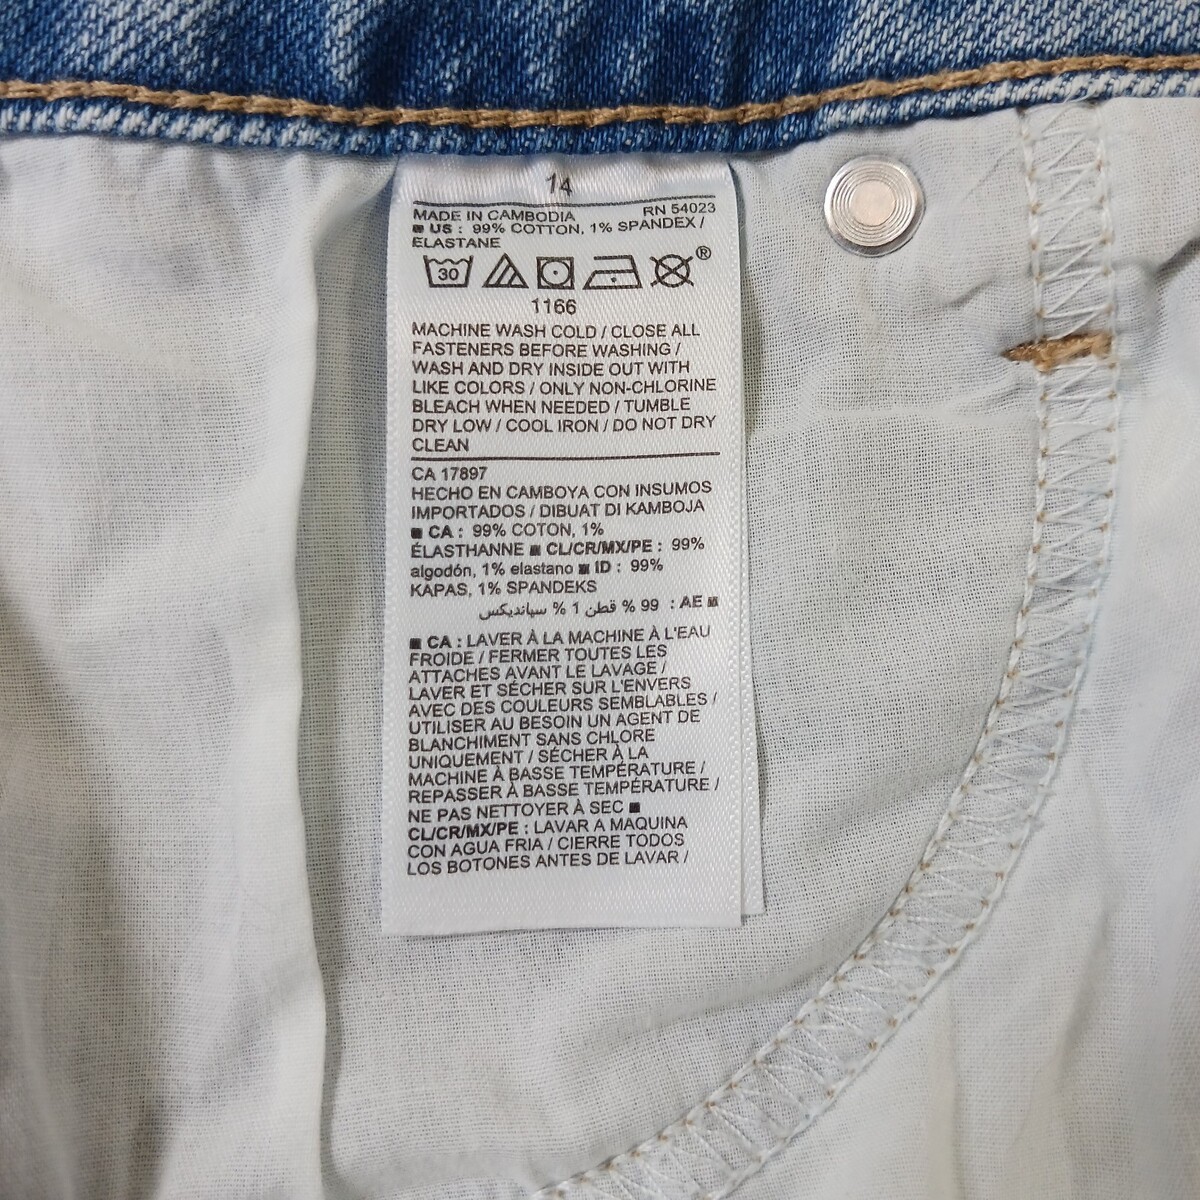 14
MADE IN CAMBODIA RN 54023
■ US : 99% COTTON, 1% SPANDEX /
ELASTANE
30 ®
1166
MACHINE WASH COLD / CLOSE ALL
FASTENERS BEFORE WASHING /
WASH AND DRY INSIDE OUT WITH
LIKE COLORS / ONLY NON-CHLORINE
BLEACH WHEN NEEDED / TUMBLE
DRY LOW / COOL IRON / DO NOT DRY
CLEAN
CA 17897
HECHO EN CAMBOYA CON INSUMOS
IMPORTADOS / DIBUAT DI KAMBOJA
■ CA : 99% COTON, 1%
ÉLASTHANNE ■ CL/CR/MX/PE : 99%
algodón, 1% elastano ■ ID : 99%
KAPAS, 1% SPANDEKS
■ AE : 99 % قطن 1 % سباندیکس
■ CA : LAVER À LA MACHINE À L'EAU
FROIDE / FERMER TOUTES LES
ATTACHES AVANT LE LAVAGE /
LAVER ET SÉCHER SUR L'ENVERS
AVEC DES COULEURS SEMBLABLES /
UTILISER AU BESOIN UN AGENT DE
BLANCHIMENT SANS CHLORE
UNIQUEMENT / SÉCHER À LA
MACHINE À BASSE TEMPÉRATURE /
REPASSER À BASSE TEMPÉRATURE /
NE PAS NETTOYER À SEC ■
CL/CR/MX/PE : LAVAR A MAQUINA
CON AGUA FRIA / CIERRE TODOS
LOS BOTONES ANTES DE LAVAR /